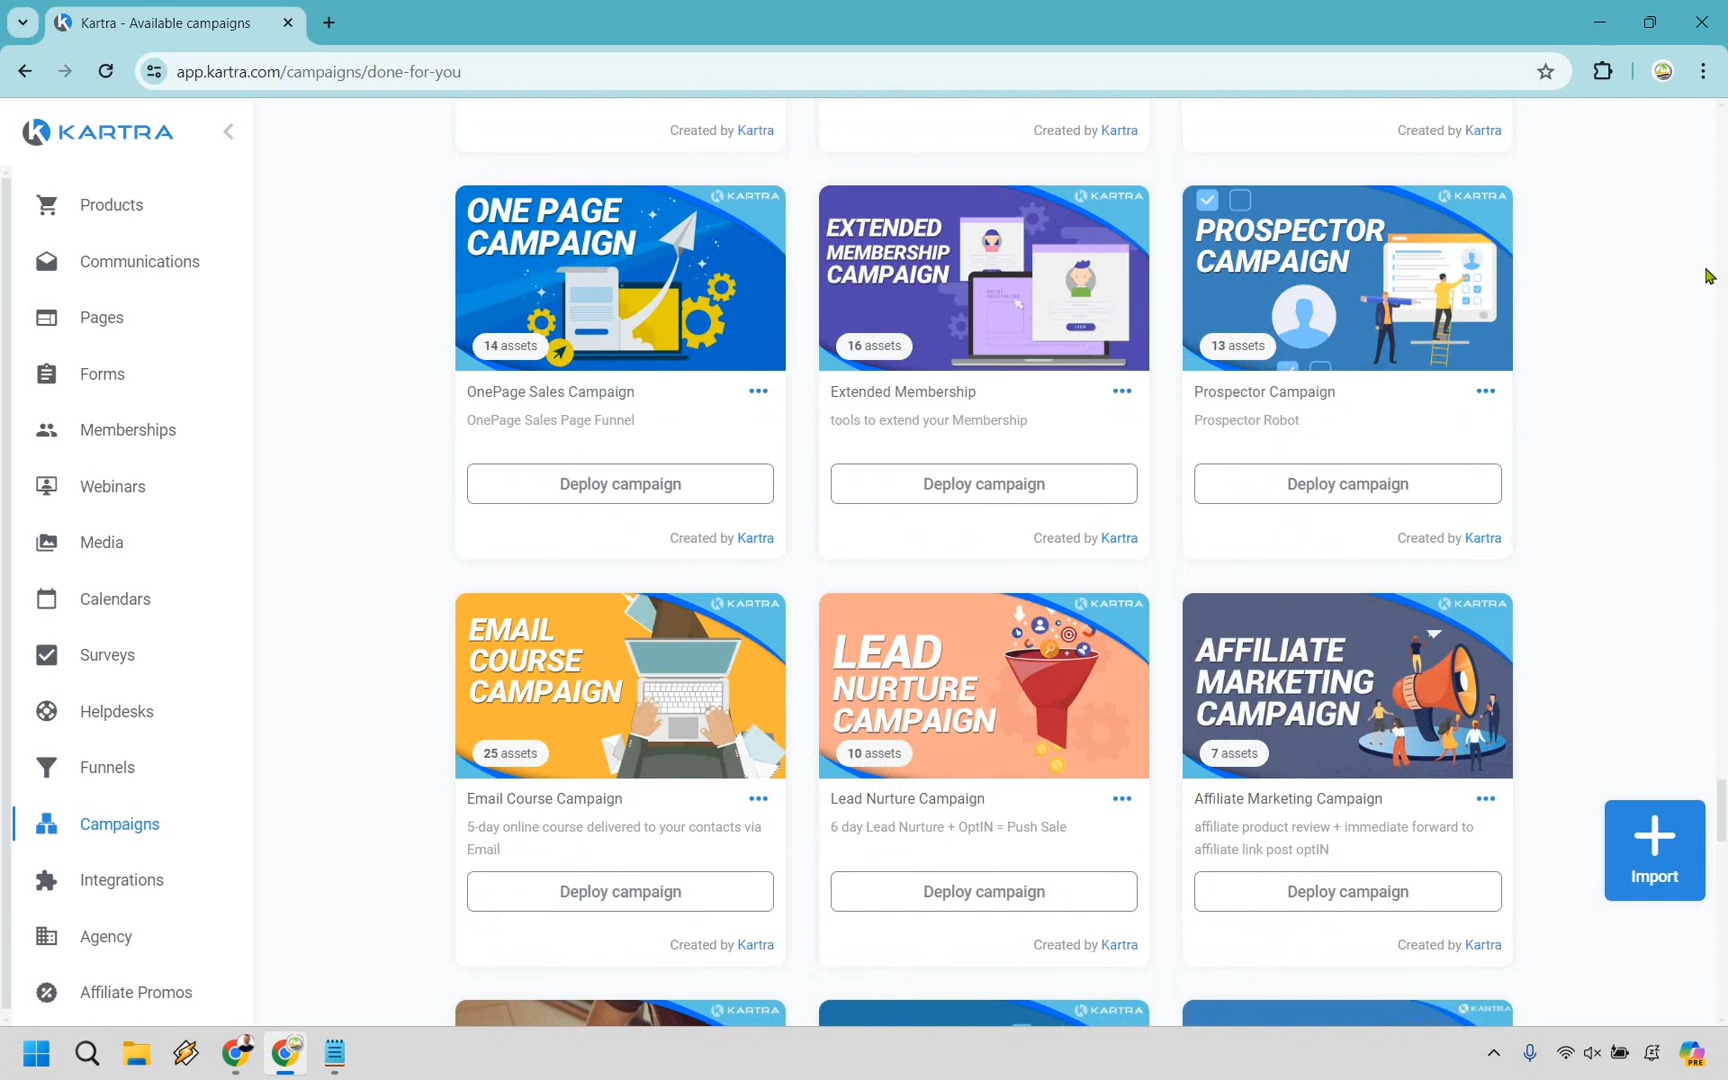 Kartra - Available campaigns
app.kartra.com/campaigns/done-for-you
KARTRA
Products
Communications
Pages
Forms
Memberships
Webinars
Media
Calendars
Surveys
Helpdesks
Funnels
Campaigns
Integrations
Agency
Affiliate Promos
Created by Kartra
Created by Kartra
Created by Kartra
KARTRA
ONE PAGE
CAMPAIGN
14 assets
OnePage Sales Campaign
OnePage Sales Page Funnel
Deploy campaign
Created by Kartra
KARTRA
EXTENDED
MEMBERSHIP
CAMPAIGN
16 assets
Extended Membership
tools to extend your Membership
Deploy campaign
Created by Kartra
KARTRA
PROSPECTOR
CAMPAIGN
13 assets
Prospector Campaign
Prospector Robot
Deploy campaign
Created by Kartra
KARTRA
EMAIL
COURSE
CAMPAIGN
25 assets
Email Course Campaign
5-day online course delivered to your contacts via
Email
Deploy campaign
Created by Kartra
KARTRA
LEAD
NURTURE
CAMPAIGN
10 assets
Lead Nurture Campaign
6 day Lead Nurture + OptIN = Push Sale
Deploy campaign
Created by Kartra
KARTRA
AFFILIATE
MARKETING
CAMPAIGN
7 assets
Affiliate Marketing Campaign
affiliate product review + immediate forward to
affiliate link post optIN
Deploy campaign
Created by Kartra
KARTRA
KARTRA
KARTRA
Import
PRE